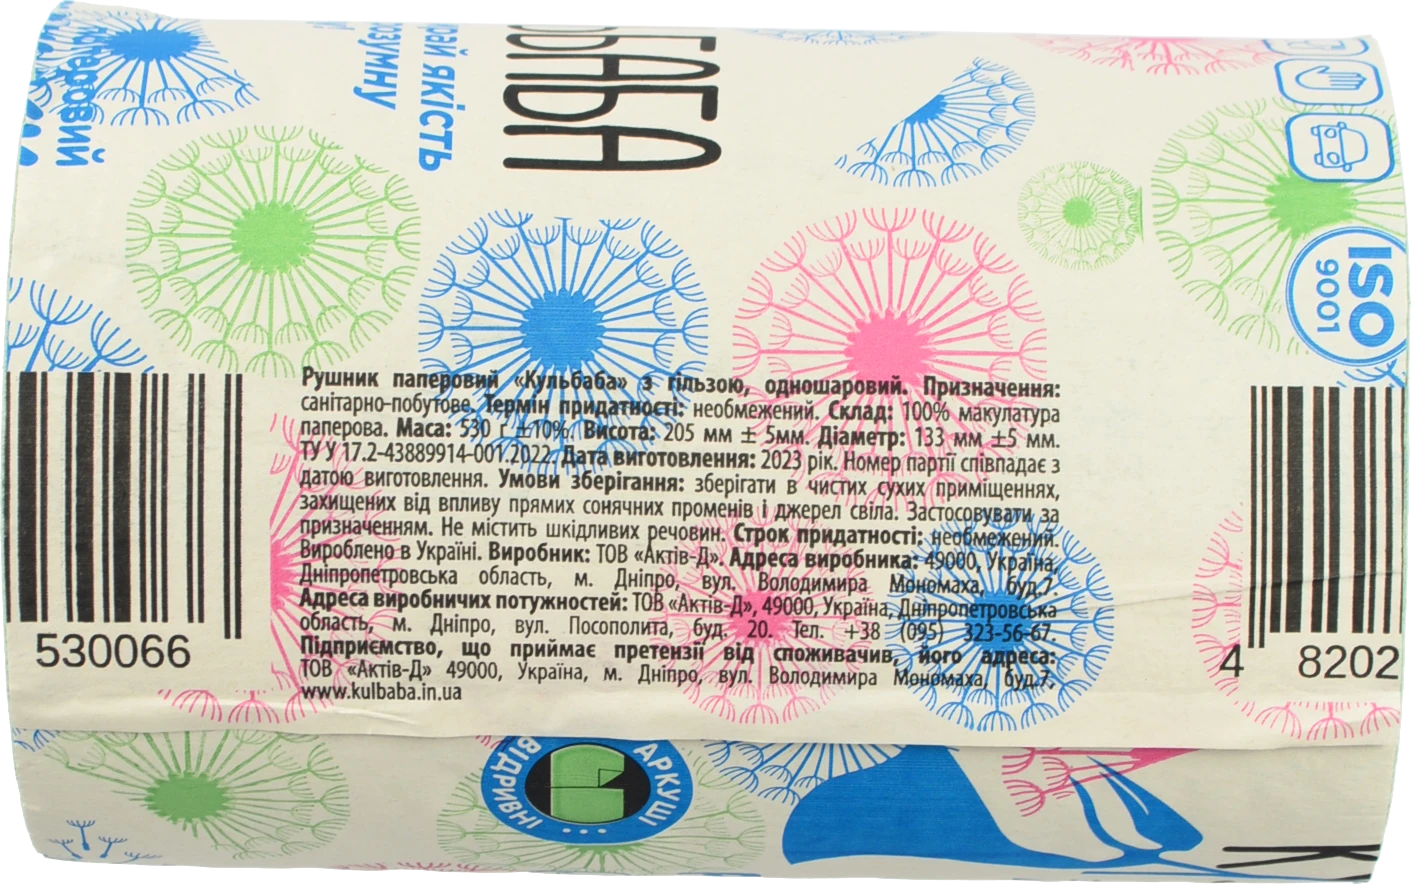 паперовий
КРАЙ ЯКІСТЬ
РОЗУМНУ
БАБА
ISO
9001
Рушник паперовий «Кульбаба» з гільзою, одношаровий. Призначення:
санітарно-побутове. Термін придатності: необмежений. Склад: 100% макулатура
паперова. Маса: 530 г ±10%. Висота: 205 мм ± 5мм. Діаметр: 133 мм ±5 мм.
ТУ У 17.2-43889914-001:2022. Дата виготовлення: 2023 рік. Номер партії співпадає з
датою виготовлення. Умови зберігання: зберігати в чистих сухих приміщеннях,
захищених від впливу прямих сонячних променів і джерел свіла. Застосовувати за
призначенням. Не містить шкідливих речовин. Строк придатності: необмежений.
Вироблено в Україні. Виробник: ТОВ «Актів-Д». Адреса виробника: 49000, Україна,
Дніпропетровська область, м. Дніпро, вул. Володимира Мономаха, буд.7.
Адреса виробничих потужностей: ТОВ «Актів-Д», 49000, Україна, Дніпропетровська
область, м. Дніпро, вул. Посополита, буд. 20. Тел. +38 (095) 323-56-67.
Підприємство, що приймає претензії від споживачив, його адреса:
ТОВ «Актів-Д» 49000, Україна, м. Дніпро, вул. Володимира Мономаха, буд.7,
www.kulbaba.in.ua
530066
4 8202
АРКУШІ
ВІДРИВНІ
К